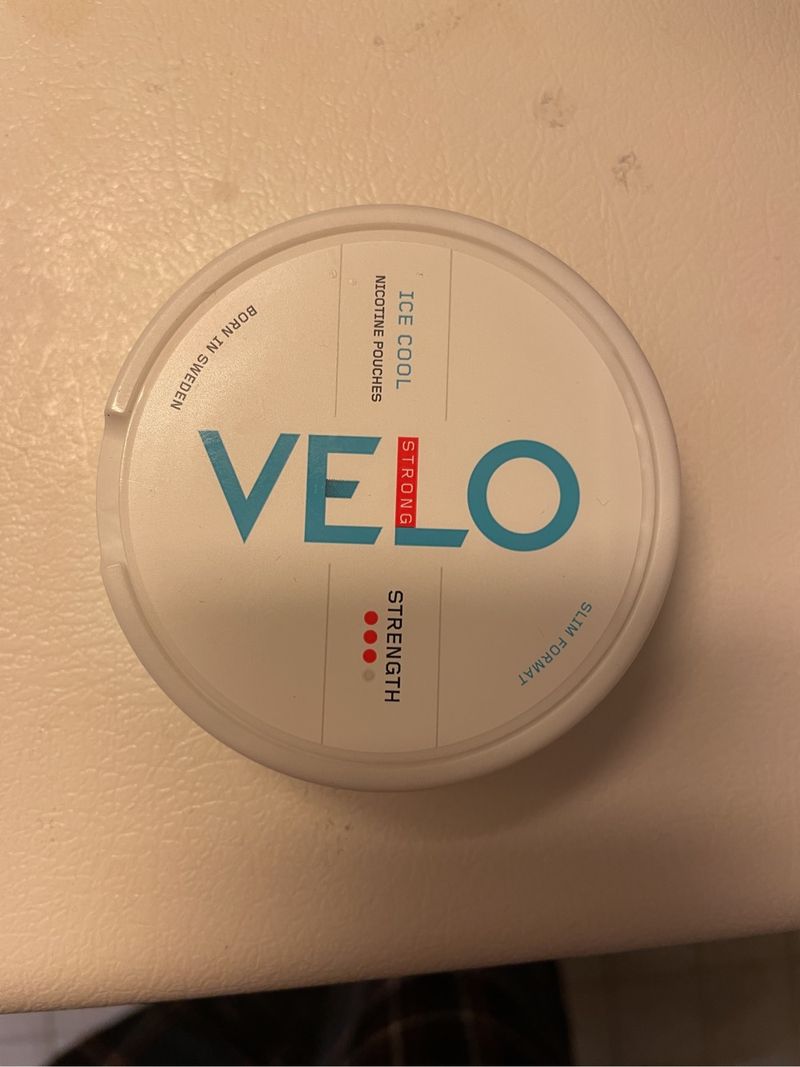 BORN IN SWEDEN
ICE COOL
NICOTINE POUCHES
VELO
STRONG
STRENGTH
SLIM FORMAT